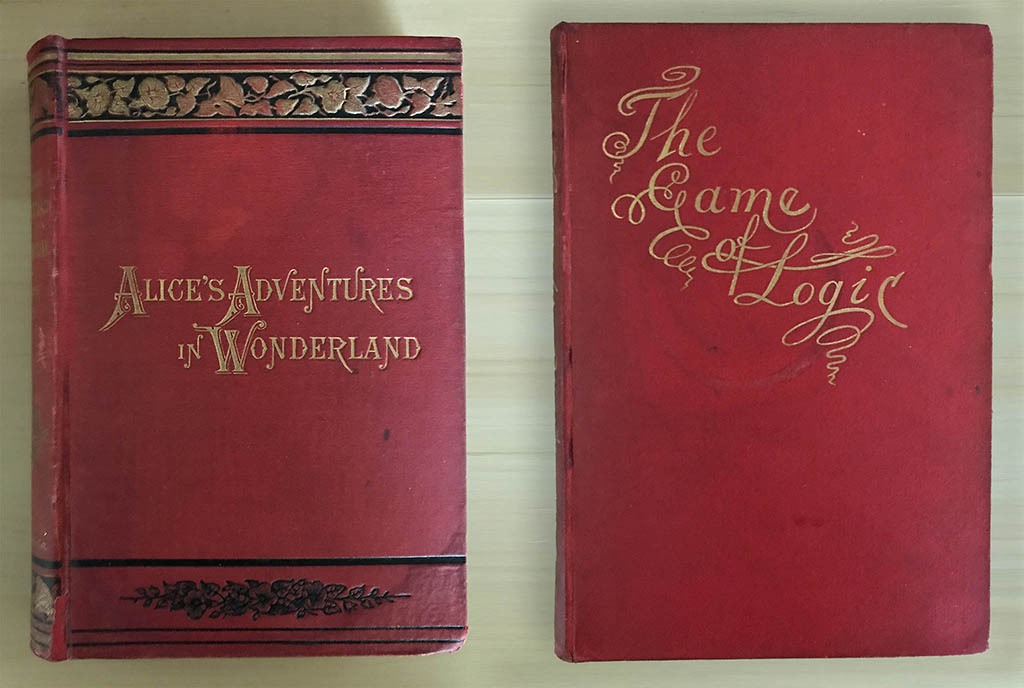 ALICE'S ADVENTURES
IN WONDERLAND
The
Game
of
Logic